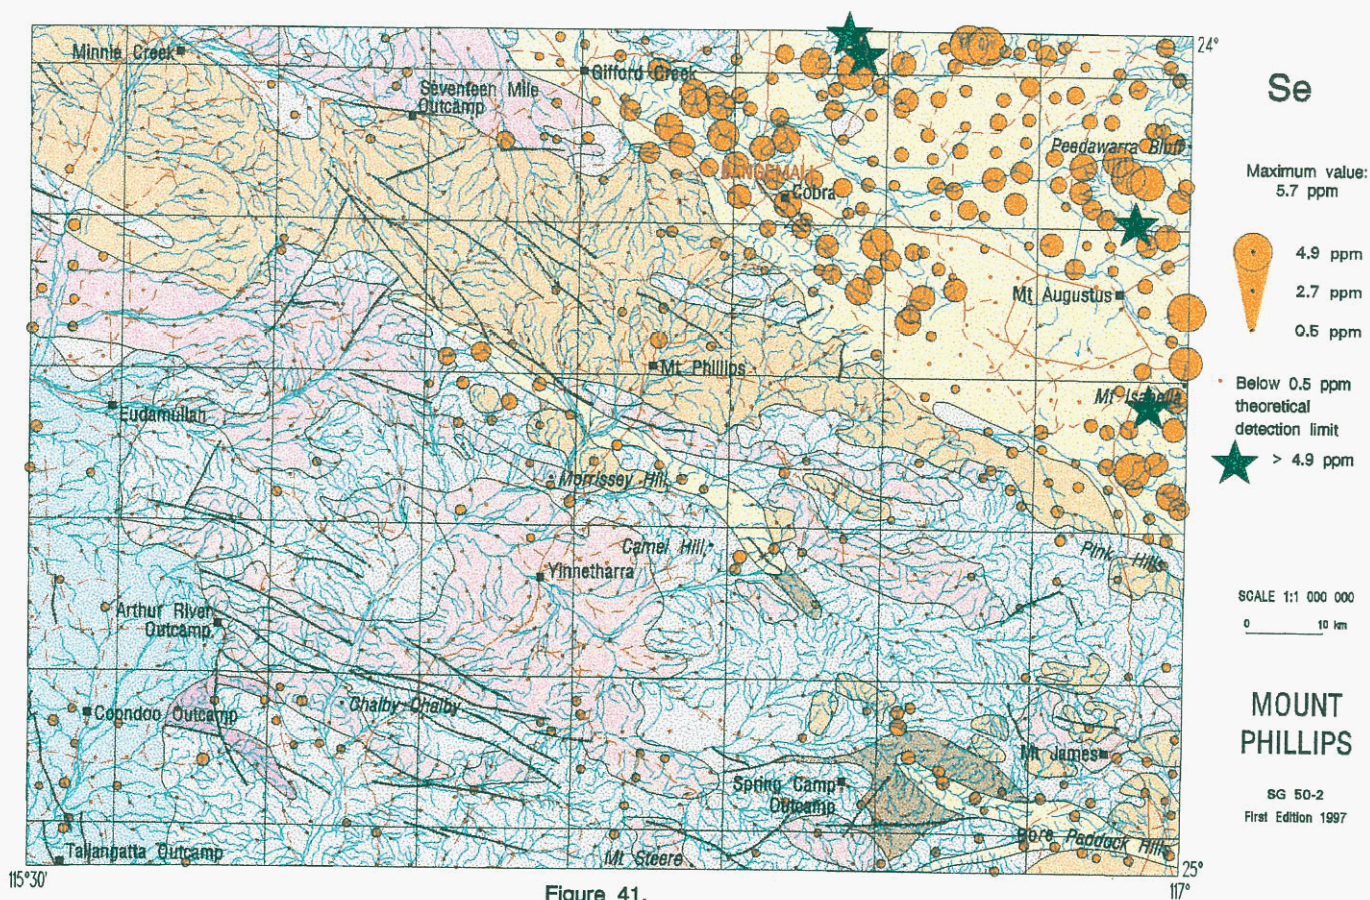 24°
Minnie Creek
Gifford Creek
Seventeen Mile
Outcamp
Peedawarra Bluff
BANGEMALL
Cobra
Mt Augustus
Mt Phillips
Mt Isabella
Eudamullah
Morrissey Hill
Camel Hill
Pink Hills
Yinnetharra
Arthur River
Outcamp
Coondoo Outcamp
Chalby Chalby
Mt James
Spring Camp
Outcamp
Bore Paddock Hills
Tallangatta Outcamp
Mt Steere
115°30'
25°
117°
Se
Maximum value:
5.7 ppm
4.9 ppm
2.7 ppm
0.5 ppm
Below 0.5 ppm
theoretical
detection limit
> 4.9 ppm
SCALE 1:1 000 000
0 10 km
MOUNT
PHILLIPS
SG 50-2
First Edition 1997
Figure 41.